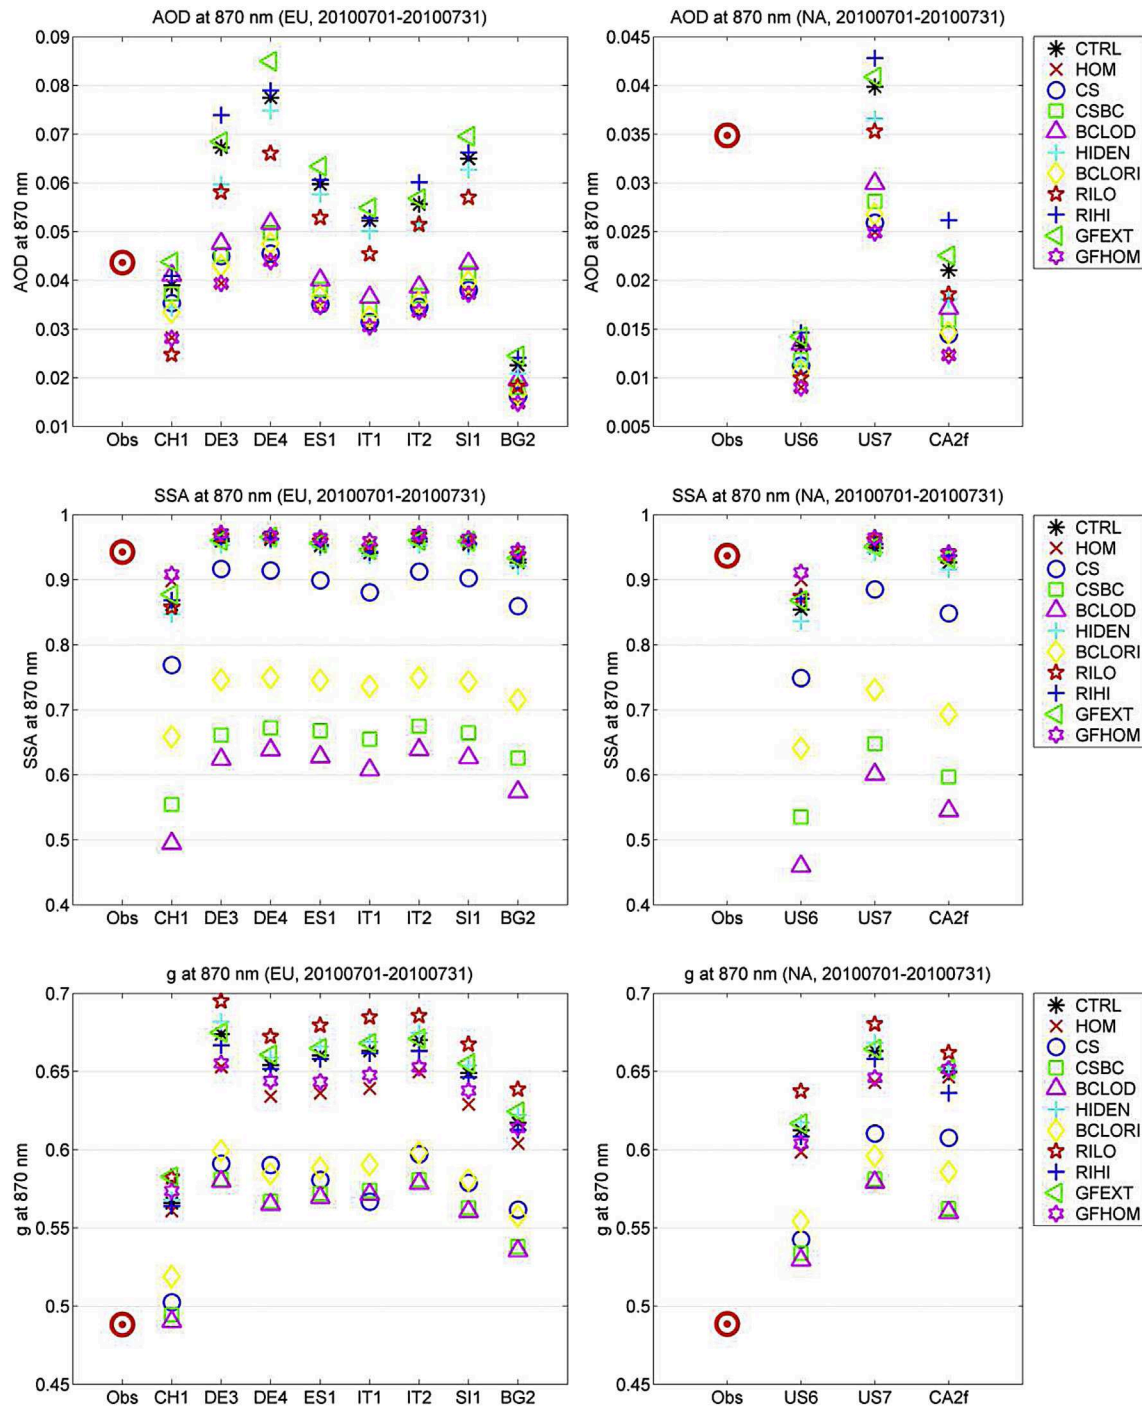 AOD at 870 nm (EU, 20100701-20100731)
AOD at 870 nm
0.09
0.08
0.07
0.06
0.05
0.04
0.03
0.02
0.01
Obs CH1 DE3 DE4 ES1 IT1 IT2 SI1 BG2
AOD at 870 nm (NA, 20100701-20100731)
AOD at 870 nm
0.045
0.04
0.035
0.03
0.025
0.02
0.015
0.01
0.005
Obs US6 US7 CA2f
CTRL
HOM
CS
CSBC
BCLOD
HIDEN
BCLORI
RILO
RIHI
GFEXT
GFHOM
SSA at 870 nm (EU, 20100701-20100731)
SSA at 870 nm
1
0.9
0.8
0.7
0.6
0.5
0.4
Obs CH1 DE3 DE4 ES1 IT1 IT2 SI1 BG2
SSA at 870 nm (NA, 20100701-20100731)
SSA at 870 nm
1
0.9
0.8
0.7
0.6
0.5
0.4
Obs US6 US7 CA2f
CTRL
HOM
CS
CSBC
BCLOD
HIDEN
BCLORI
RILO
RIHI
GFEXT
GFHOM
g at 870 nm (EU, 20100701-20100731)
g at 870 nm
0.7
0.65
0.6
0.55
0.5
0.45
Obs CH1 DE3 DE4 ES1 IT1 IT2 SI1 BG2
g at 870 nm (NA, 20100701-20100731)
g at 870 nm
0.7
0.65
0.6
0.55
0.5
0.45
Obs US6 US7 CA2f
CTRL
HOM
CS
CSBC
BCLOD
HIDEN
BCLORI
RILO
RIHI
GFEXT
GFHOM